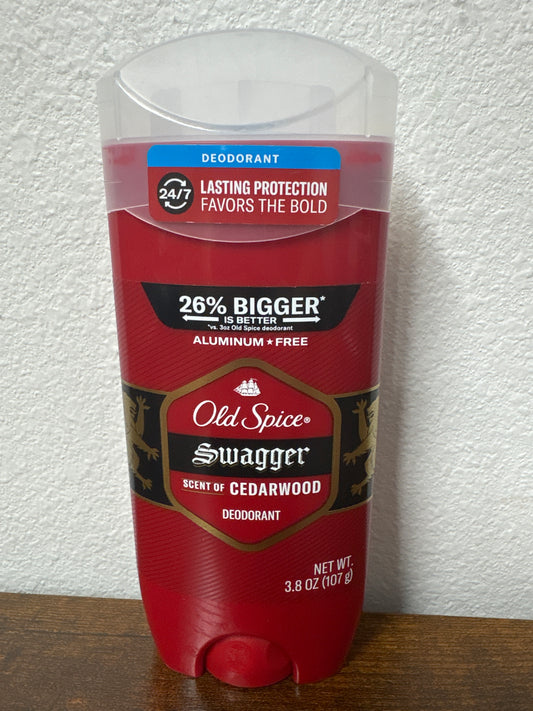 DEODORANT
24/7
LASTING PROTECTION
FAVORS THE BOLD
26% BIGGER*
IS BETTER
*vs. 3oz Old Spice deodorant
ALUMINUM★FREE
Old Spice®
Swagger
SCENT OF CEDARWOOD
DEODORANT
NET WT.
3.8 OZ (107 g)